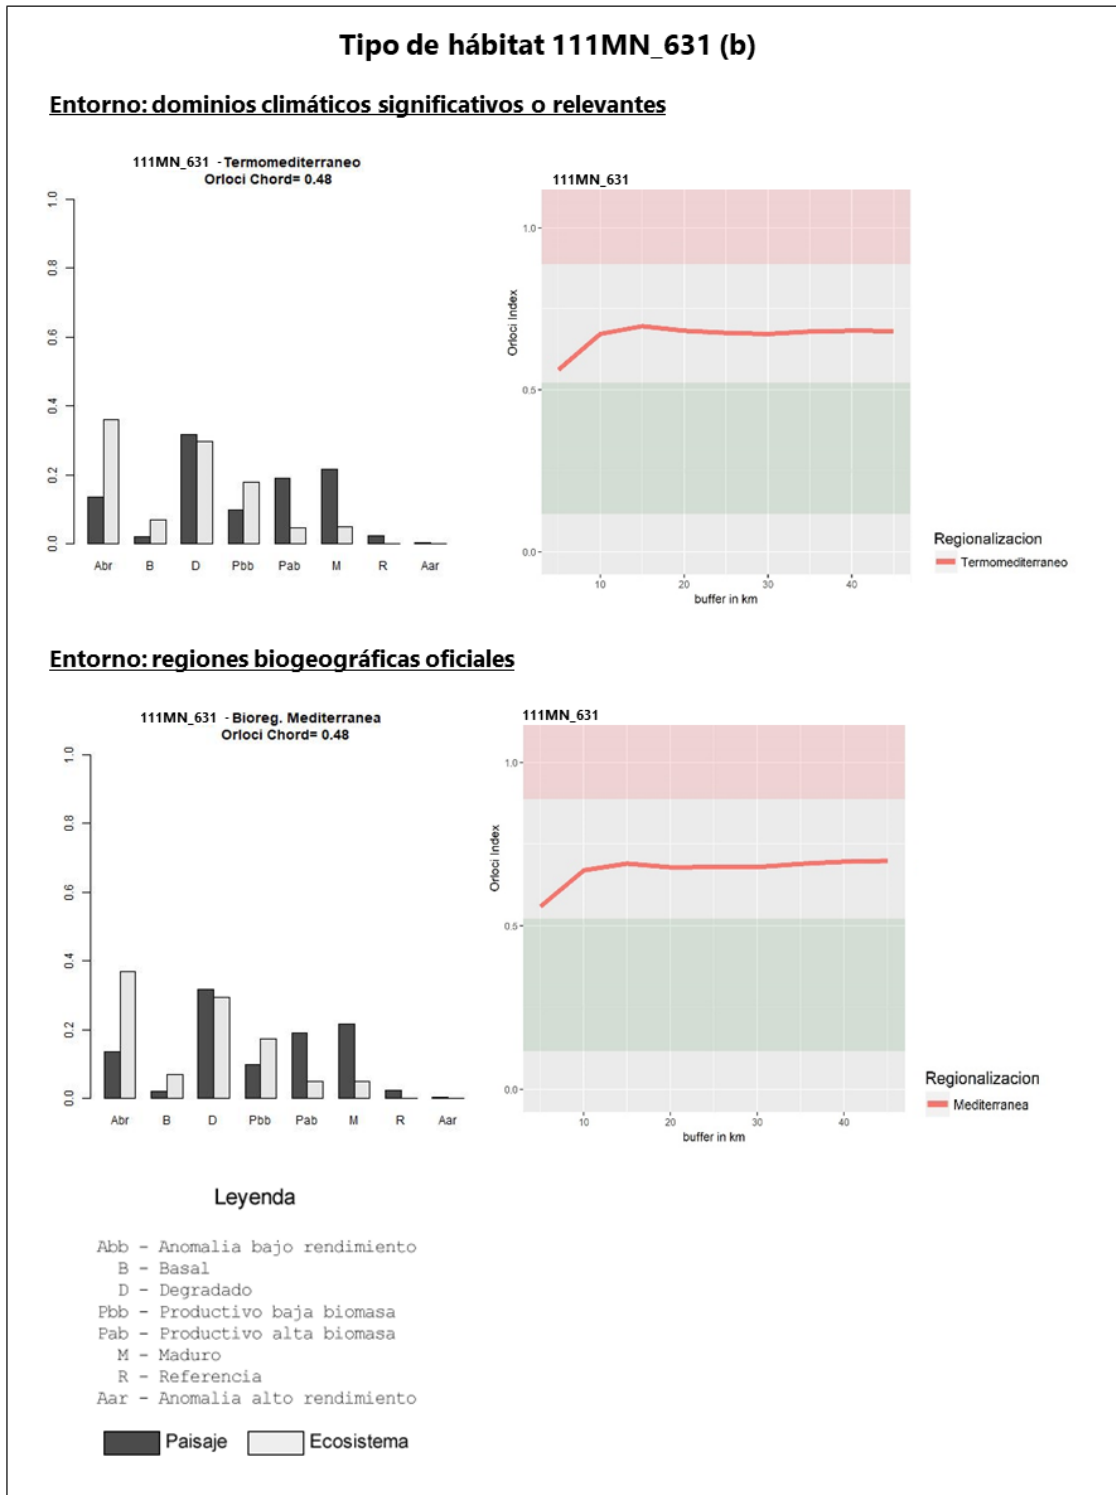 Tipo de hábitat 111MN_631 (b)
Entorno: dominios climáticos significativos o relevantes
111MN_631 - Termomediterraneo
Orloci Chord= 0.48
0.0 0.2 0.4 0.6 0.8 1.0
Abr B D Pbb Pab M R Aar
111MN_631
Orloci Index
1.0
0.5
0.0
10 20 30 40
buffer in km
Regionalizacion
Termomediterraneo
Entorno: regiones biogeográficas oficiales
111MN_631 - Bioreg. Mediterranea
Orloci Chord= 0.48
0.0 0.2 0.4 0.6 0.8 1.0
Abr B D Pbb Pab M R Aar
111MN_631
Orloci Index
1.0
0.5
0.0
10 20 30 40
buffer in km
Regionalizacion
Mediterranea
Leyenda
Abb - Anomalia bajo rendimiento
B - Basal
D - Degradado
Pbb - Productivo baja biomasa
Pab - Productivo alta biomasa
M - Maduro
R - Referencia
Aar - Anomalia alto rendimiento
Paisaje Ecosistema